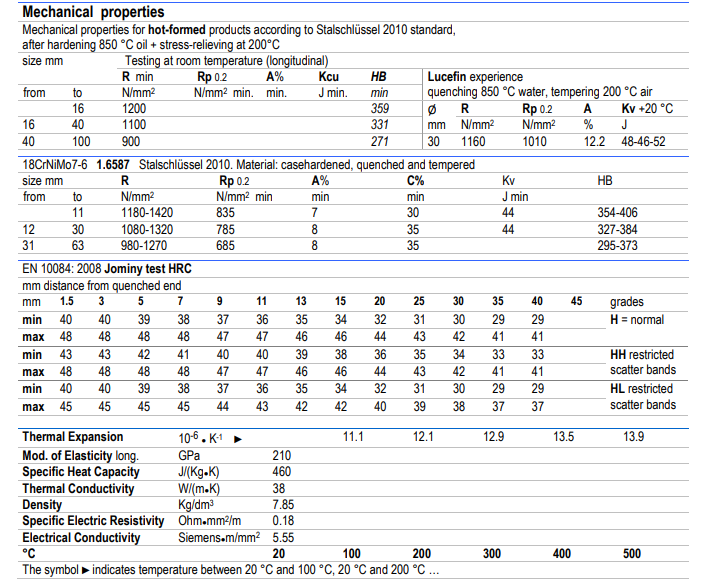 Mechanical properties
Mechanical properties for hot-formed products according to Stalschlüssel 2010 standard,
after hardening 850 °C oil + stress-relieving at 200°C
size mm Testing at room temperature (longitudinal)
R min Rp 0.2 A% Kcu HB Lucefin experience
from to N/mm² N/mm² min. min. J min. min quenching 850 °C water, tempering 200 °C air
16 1200 359 Ø R Rp 0.2 A Kv +20 °C
16 40 1100 331 mm N/mm² N/mm² % J
40 100 900 271 30 1160 1010 12.2 48-46-52
18CrNiMo7-6 1.6587 Stalschlüssel 2010. Material: casehardened, quenched and tempered
size mm R Rp 0.2 A% C% Kv HB
from to N/mm² N/mm² min min min J min
11 1180-1420 835 7 30 44 354-406
12 30 1080-1320 785 8 35 44 327-384
31 63 980-1270 685 8 35 295-373
EN 10084: 2008 Jominy test HRC
mm distance from quenched end
mm 1.5 3 5 7 9 11 13 15 20 25 30 35 40 45 grades
min 40 40 39 38 37 36 35 34 32 31 30 29 29 H = normal
max 48 48 48 48 47 47 46 46 44 43 42 41 41
min 43 43 42 41 40 40 39 38 36 35 34 33 33 HH restricted
max 48 48 48 48 47 47 46 46 44 43 42 41 41 scatter bands
min 40 40 39 38 37 36 35 34 32 31 30 29 29 HL restricted
max 45 45 45 45 44 43 42 42 40 39 38 37 37 scatter bands
Thermal Expansion 10⁻⁶ • K⁻¹ ► 11.1 12.1 12.9 13.5 13.9
Mod. of Elasticity long. GPa 210
Specific Heat Capacity J/(Kg•K) 460
Thermal Conductivity W/(m•K) 38
Density Kg/dm³ 7.85
Specific Electric Resistivity Ohm•mm²/m 0.18
Electrical Conductivity Siemens•m/mm² 5.55
°C 20 100 200 300 400 500
The symbol ► indicates temperature between 20 °C and 100 °C, 20 °C and 200 °C …